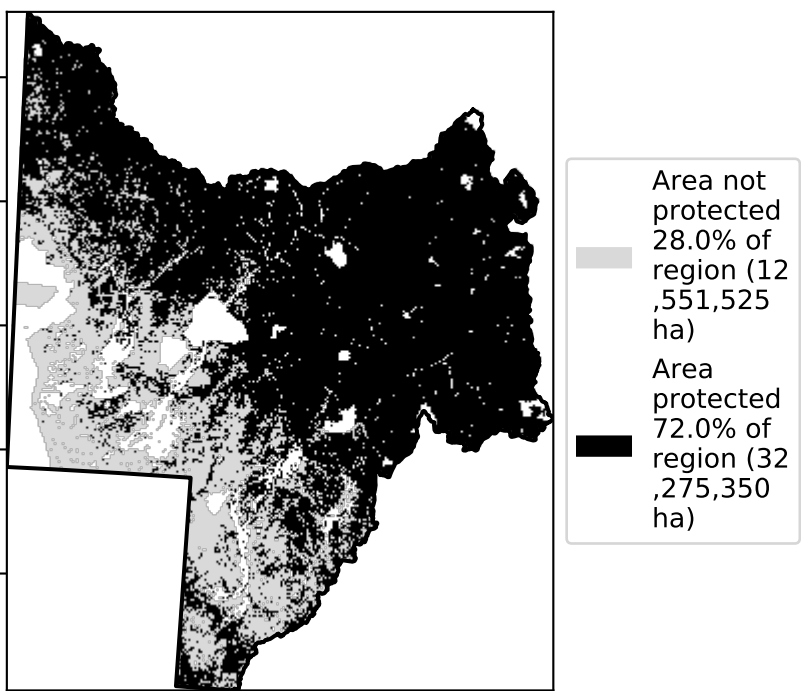 Area not
protected
28.0% of
region (12
,551,525
ha)
Area
protected
72.0% of
region (32
,275,350
ha)